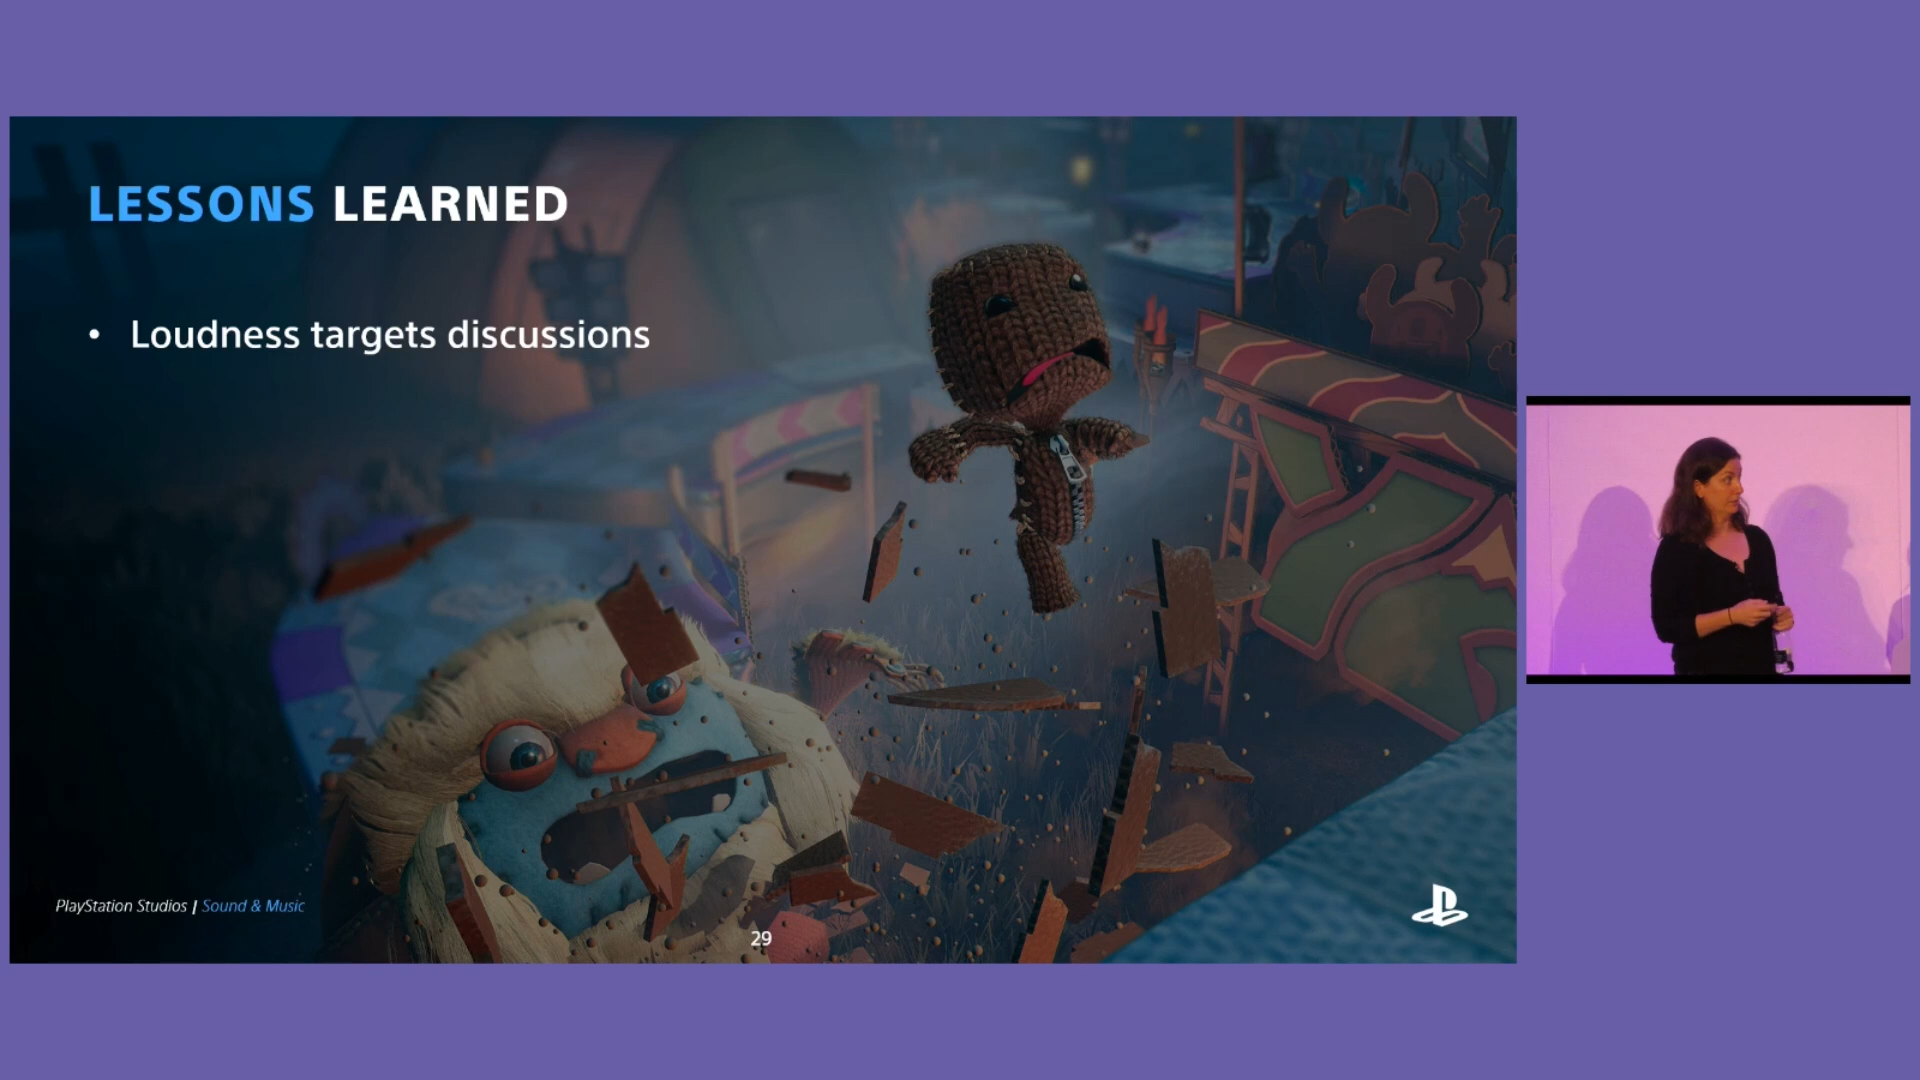 LESSONS LEARNED
• Loudness targets discussions
PlayStation Studios | Sound & Music
29